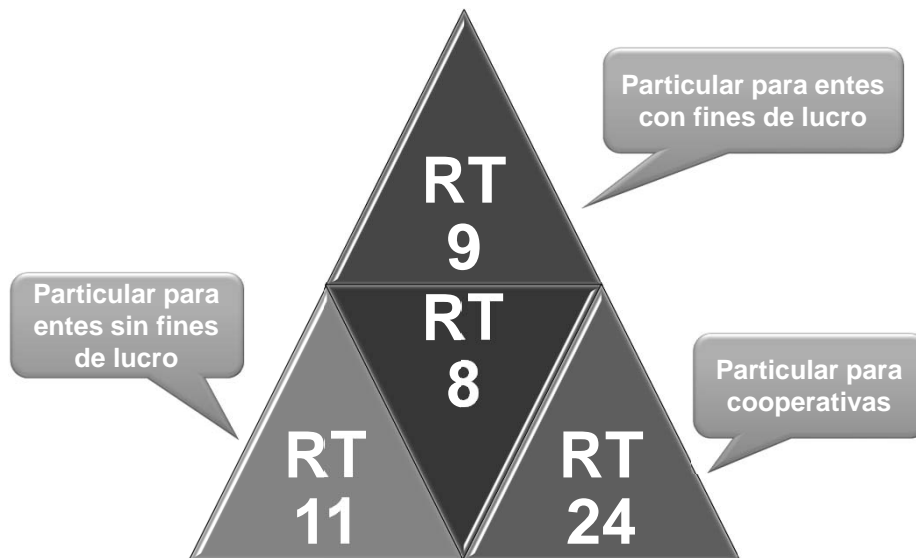 Particular para entes
con fines de lucro
RT
9
Particular para
entes sin fines
de lucro
RT
8
Particular para
cooperativas
RT
11
RT
24